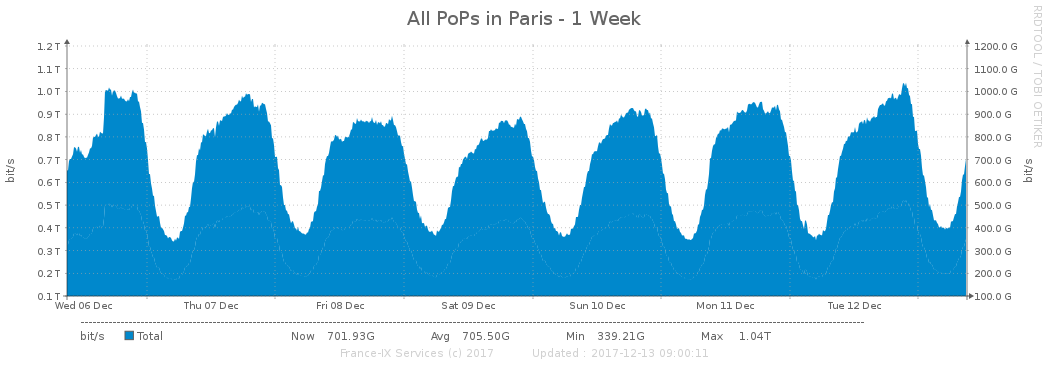 All PoPs in Paris - 1 Week
RRDTOOL / TOBI OETIKER
1.2 T 1200.0 G
1.1 T 1100.0 G
1.0 T 1000.0 G
0.9 T 900.0 G
0.8 T 800.0 G
0.7 T 700.0 G
0.6 T 600.0 G
0.5 T 500.0 G
0.4 T 400.0 G
0.3 T 300.0 G
0.2 T 200.0 G
0.1 T 100.0 G
bit/s
bit/s
Wed 06 Dec Thu 07 Dec Fri 08 Dec Sat 09 Dec Sun 10 Dec Mon 11 Dec Tue 12 Dec
bit/s Total Now 701.93G Avg 705.50G Min 339.21G Max 1.04T
France-IX Services (c) 2017 Updated : 2017-12-13 09:00:11